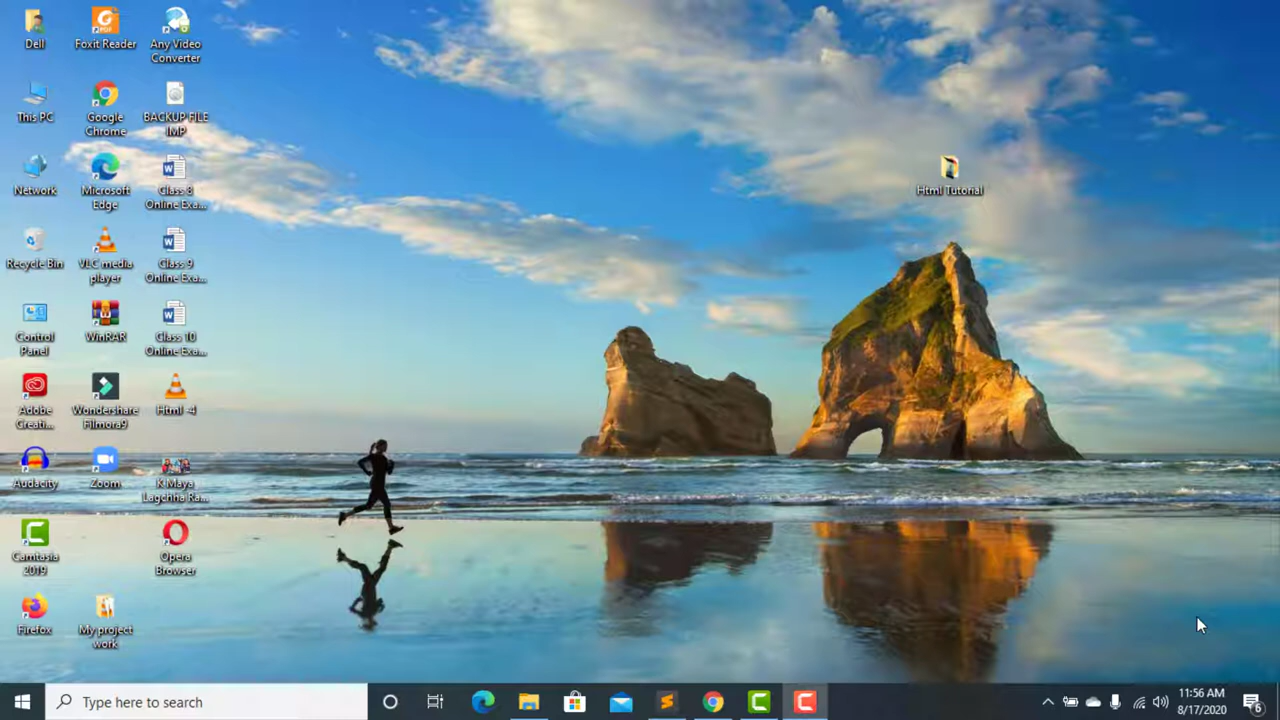 Dell
Foxit Reader
Any Video
Converter
This PC
Google
Chrome
BACKUP FILE
IMP
Network
Microsoft
Edge
Class 8
Online Exa...
Html Tutorial
Recycle Bin
VLC media
player
Class 9
Online Exa...
Control
Panel
WinRAR
Class 10
Online Exa...
Adobe
Creati...
Wondershare
Filmora9
Html -4
Audacity
Zoom
K Maya
Lagchha Ra...
Camtasia
2019
Opera
Browser
Firefox
My project
work
Type here to search
11:56 AM
8/17/2020
6